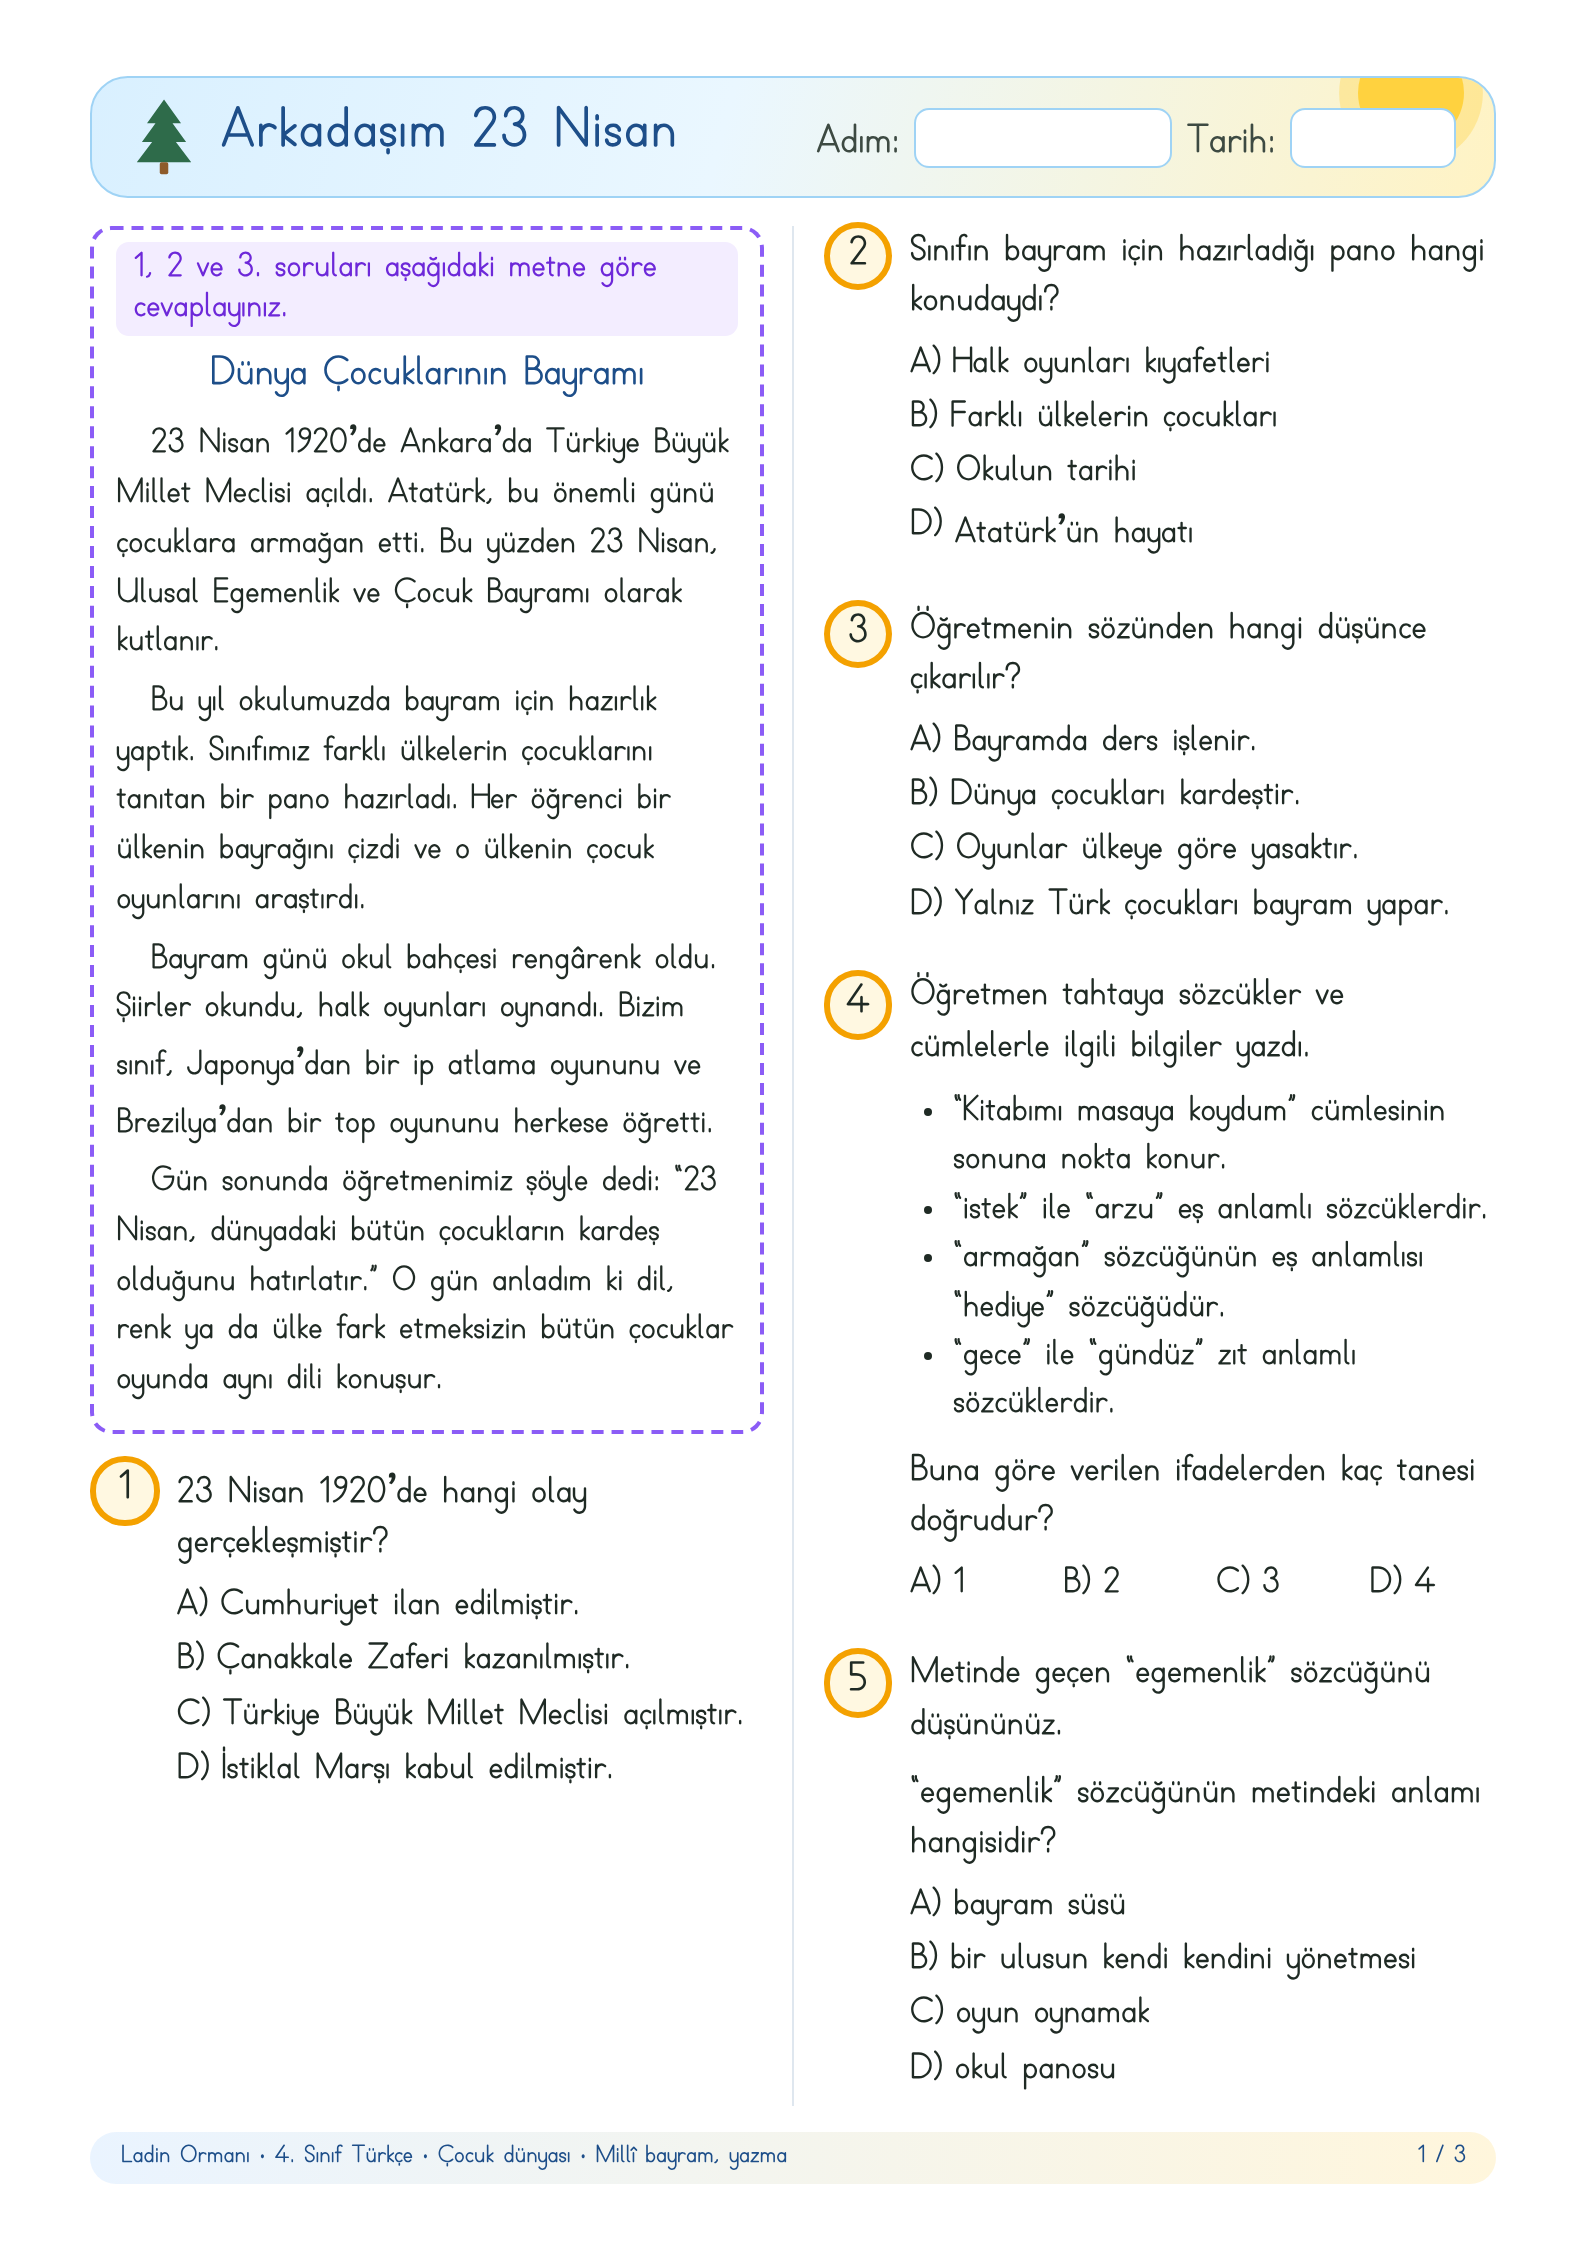 Arkadaşım 23 Nisan
Adım:
Tarih:
1, 2 ve 3. soruları aşağıdaki metne göre
cevaplayınız.
Dünya Çocuklarının Bayramı
23 Nisan 1920’de Ankara’da Türkiye Büyük
Millet Meclisi açıldı. Atatürk, bu önemli günü
çocuklara armağan etti. Bu yüzden 23 Nisan,
Ulusal Egemenlik ve Çocuk Bayramı olarak
kutlanır.
Bu yıl okulumuzda bayram için hazırlık
yaptık. Sınıfımız farklı ülkelerin çocuklarını
tanıtan bir pano hazırladı. Her öğrenci bir
ülkenin bayrağını çizdi ve o ülkenin çocuk
oyunlarını araştırdı.
Bayram günü okul bahçesi rengârenk oldu.
Şiirler okundu, halk oyunları oynandı. Bizim
sınıf, Japonya’dan bir ip atlama oyununu ve
Brezilya’dan bir top oyununu herkese öğretti.
Gün sonunda öğretmenimiz şöyle dedi: “23
Nisan, dünyadaki bütün çocukların kardeş
olduğunu hatırlatır.” O gün anladım ki dil,
renk ya da ülke fark etmeksizin bütün çocuklar
oyunda aynı dili konuşur.
1
23 Nisan 1920’de hangi olay
gerçekleşmiştir?
A) Cumhuriyet ilan edilmiştir.
B) Çanakkale Zaferi kazanılmıştır.
C) Türkiye Büyük Millet Meclisi açılmıştır.
D) İstiklal Marşı kabul edilmiştir.
2
Sınıfın bayram için hazırladığı pano hangi
konudaydı?
A) Halk oyunları kıyafetleri
B) Farklı ülkelerin çocukları
C) Okulun tarihi
D) Atatürk’ün hayatı
3
Öğretmenin sözünden hangi düşünce
çıkarılır?
A) Bayramda ders işlenir.
B) Dünya çocukları kardeştir.
C) Oyunlar ülkeye göre yasaktır.
D) Yalnız Türk çocukları bayram yapar.
4
Öğretmen tahtaya sözcükler ve
cümlelerle ilgili bilgiler yazdı.
• “Kitabımı masaya koydum” cümlesinin
sonuna nokta konur.
• “istek” ile “arzu” eş anlamlı sözcüklerdir.
• “armağan” sözcüğünün eş anlamlısı
“hediye” sözcüğüdür.
• “gece” ile “gündüz” zıt anlamlı
sözcüklerdir.
Buna göre verilen ifadelerden kaç tanesi
doğrudur?
A) 1 B) 2 C) 3 D) 4
5
Metinde geçen “egemenlik” sözcüğünü
düşününüz.
“egemenlik” sözcüğünün metindeki anlamı
hangisidir?
A) bayram süsü
B) bir ulusun kendi kendini yönetmesi
C) oyun oynamak
D) okul panosu
Ladin Ormanı • 4. Sınıf Türkçe • Çocuk dünyası • Millî bayram, yazma
1 / 3